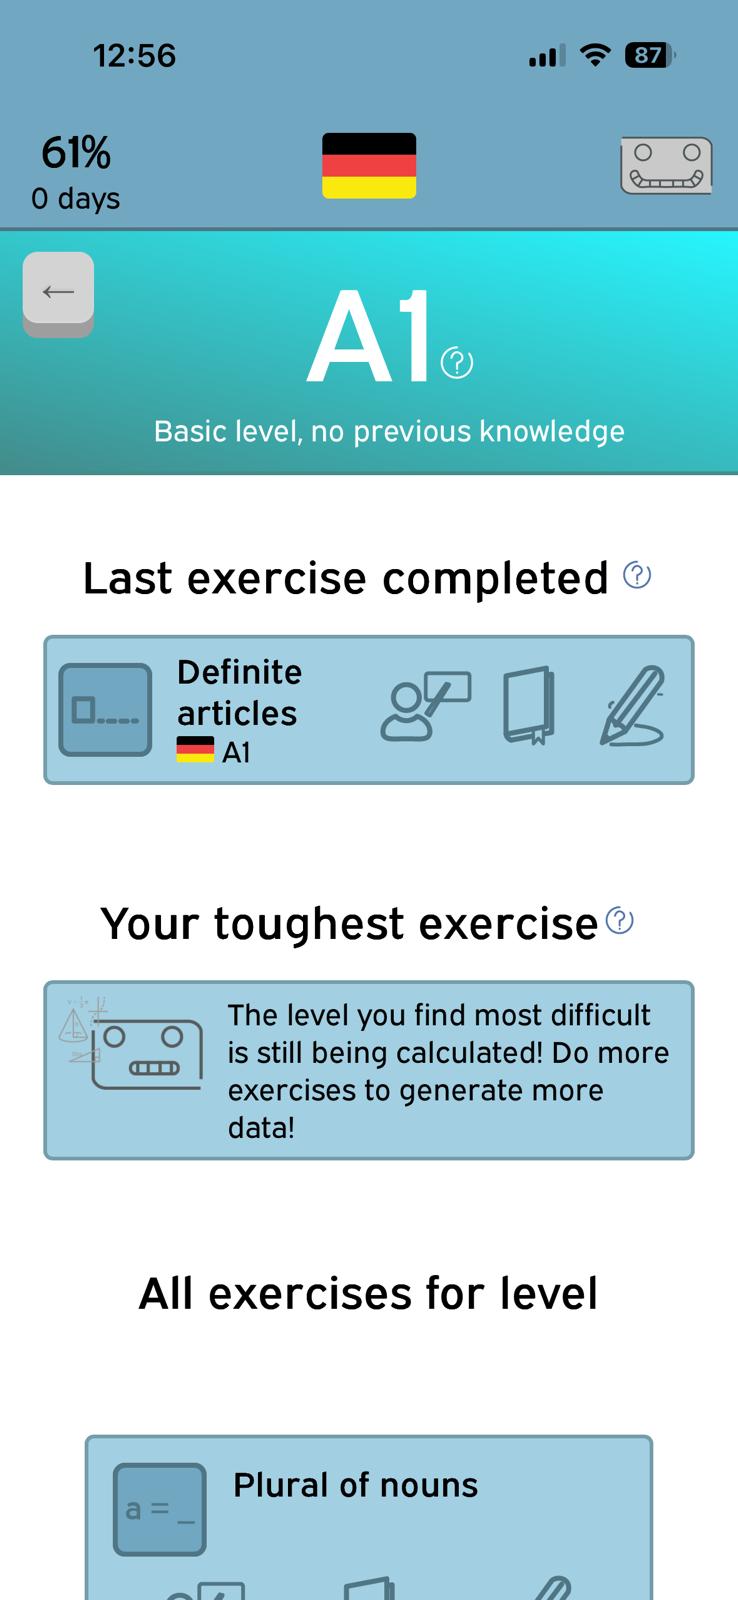 12:56
87
61%
0 days
←
A1
?
Basic level, no previous knowledge
Last exercise completed ?
Definite
articles
A1
Your toughest exercise ?
The level you find most difficult
is still being calculated! Do more
exercises to generate more
data!
All exercises for level
a = _
Plural of nouns